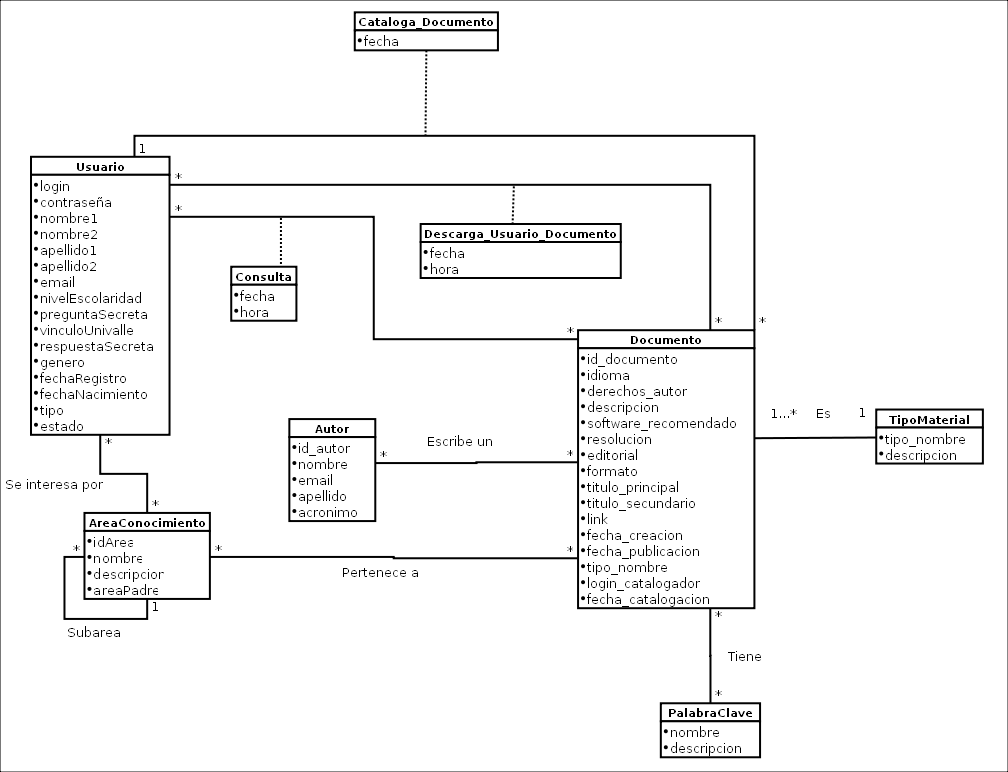 Cataloga_Documento
•fecha
1
Usuario
•login
•contraseña
•nombre1
•nombre2
•apellido1
•apellido2
•email
•nivelEscolaridad
•preguntaSecreta
•vinculoUnivalle
•respuestaSecreta
•genero
•fechaRegistro
•fechaNacimiento
•tipo
•estado
*
*
Descarga_Usuario_Documento
•fecha
•hora
Consulta
•fecha
•hora
*
*
*
Documento
•id_documento
•idioma
•derechos_autor
•descripcion
•software_recomendado
•resolucion
•editorial
•formato
•titulo_principal
•titulo_secundario
•link
•fecha_creacion
•fecha_publicacion
•tipo_nombre
•login_catalogador
•fecha_catalogacion
1...* Es 1
TipoMaterial
•tipo_nombre
•descripcion
Autor
•id_autor
•nombre
•email
•apellido
•acronimo
Escribe un
*
*
*
Se interesa por
*
AreaConocimiento
•idArea
•nombre
•descripcion
•areaPadre
*
1
Subarea
*
*
Pertenece a
*
Tiene
*
PalabraClave
•nombre
•descripcion